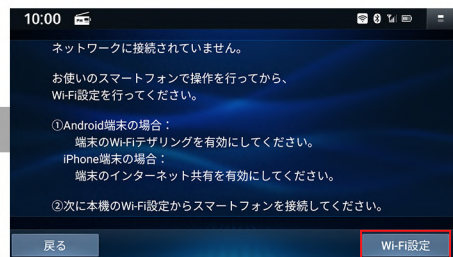 10:00
ネットワークに接続されていません。
お使いのスマートフォンで操作を行ってから、
Wi-Fi設定を行ってください。
①Android端末の場合：
端末のWi-Fiテザリングを有効にしてください。
iPhone端末の場合：
端末のインターネット共有を有効にしてください。
②次に本機のWi-Fi設定からスマートフォンを接続してください。
戻る
Wi-Fi設定